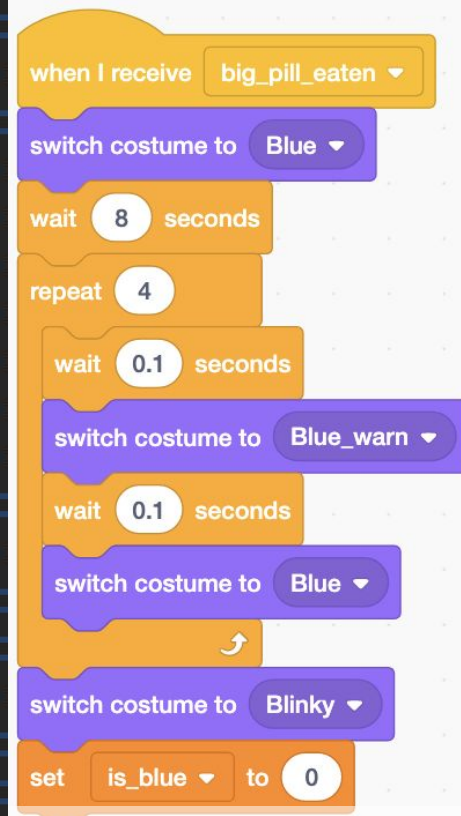 when I receive big_pill_eaten
switch costume to Blue
wait 8 seconds
repeat 4
wait 0.1 seconds
switch costume to Blue_warn
wait 0.1 seconds
switch costume to Blue
switch costume to Blinky
set is_blue to 0